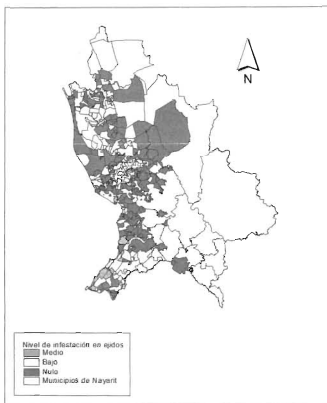 N
Nivel de infestación en ejidos
Medio
Bajo
Nulo
Municipios de Nayarit